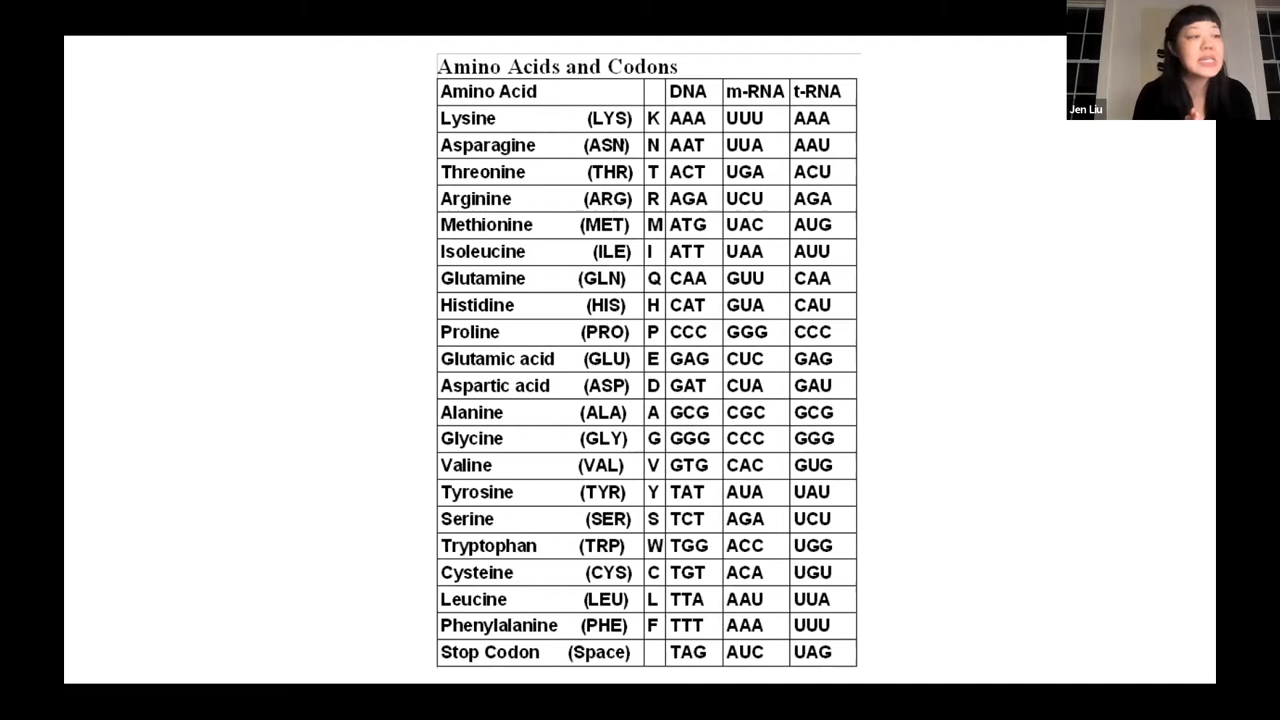 Amino Acids and Codons
Amino Acid DNA m-RNA t-RNA
Lysine (LYS) K AAA UUU AAA
Asparagine (ASN) N AAT UUA AAU
Threonine (THR) T ACT UGA ACU
Arginine (ARG) R AGA UCU AGA
Methionine (MET) M ATG UAC AUG
Isoleucine (ILE) I ATT UAA AUU
Glutamine (GLN) Q CAA GUU CAA
Histidine (HIS) H CAT GUA CAU
Proline (PRO) P CCC GGG CCC
Glutamic acid (GLU) E GAG CUC GAG
Aspartic acid (ASP) D GAT CUA GAU
Alanine (ALA) A GCG CGC GCG
Glycine (GLY) G GGG CCC GGG
Valine (VAL) V GTG CAC GUG
Tyrosine (TYR) Y TAT AUA UAU
Serine (SER) S TCT AGA UCU
Tryptophan (TRP) W TGG ACC UGG
Cysteine (CYS) C TGT ACA UGU
Leucine (LEU) L TTA AAU UUA
Phenylalanine (PHE) F TTT AAA UUU
Stop Codon (Space) TAG AUC UAG
Jen Liu